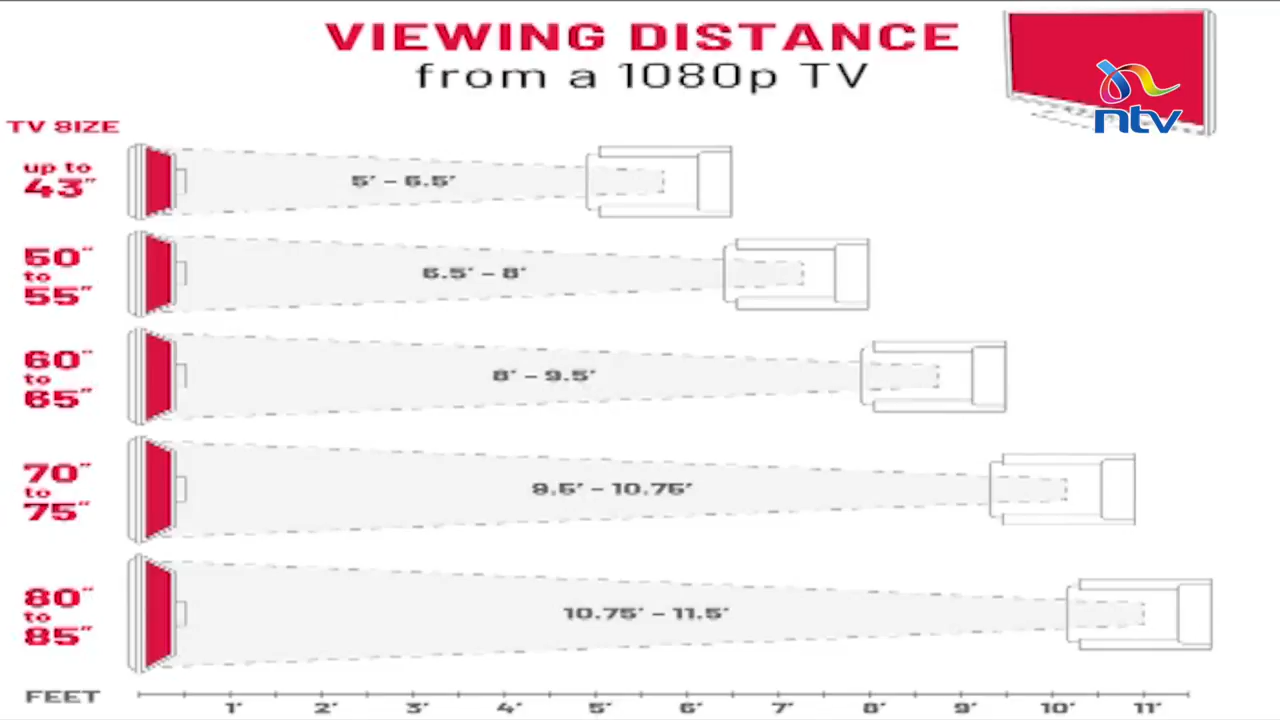 VIEWING DISTANCE
from a 1080p TV
ntv
TV SIZE
up to
43"
5' - 6.5'
50"
to
55"
6.5' - 8'
60"
to
65"
8' - 9.5'
70"
to
75"
9.5' - 10.75'
80"
to
85"
10.75' - 11.5'
FEET 1' 2' 3' 4' 5' 6' 7' 8' 9' 10' 11'